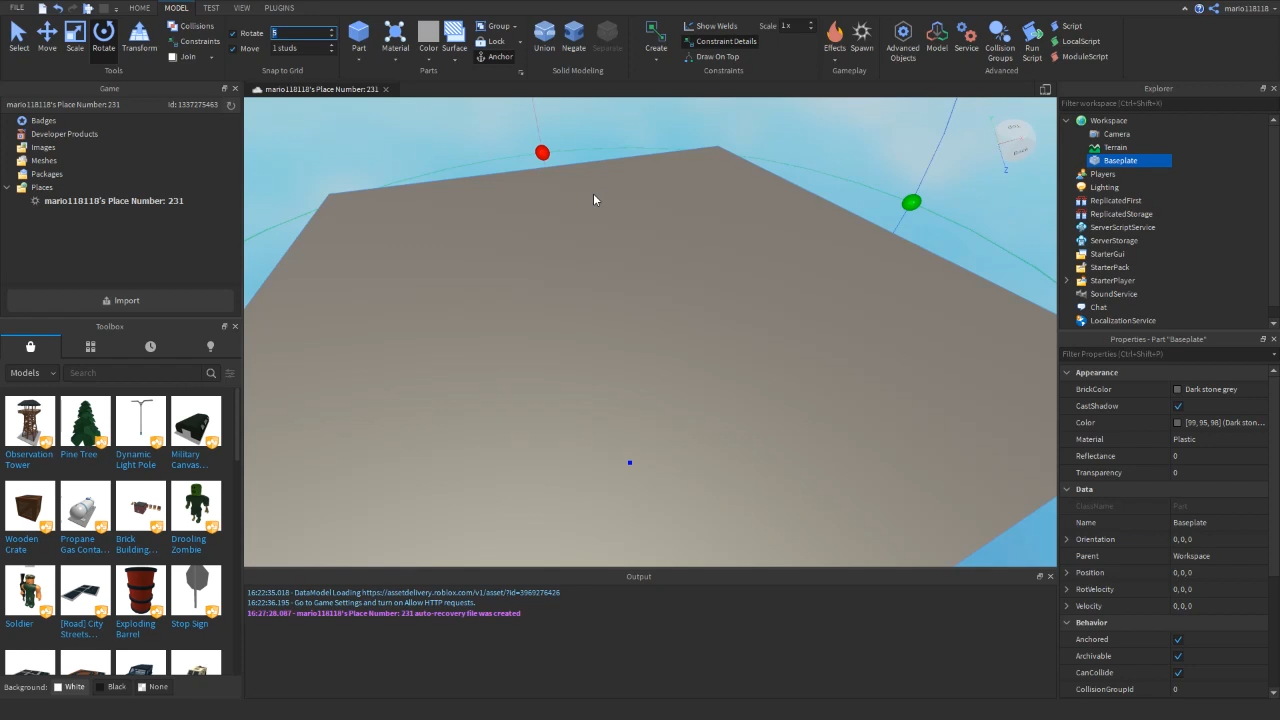 FILE HOME MODEL TEST VIEW PLUGINS mario118118
Select Move Scale Rotate Transform
Collisions
Constraints
Join
Tools
Rotate 5
Move 1 studs
Snap to Grid
Part Material Color Surface
Group
Lock
Anchor
Parts
Union Negate Separate
Solid Modeling
Create
Show Welds
Constraint Details
Draw On Top
Scale 1x
Constraints
Effects Spawn
Gameplay
Advanced Objects
Model
Service
Collision Groups
Run Script
Script
LocalScript
ModuleScript
Advanced
Game
mario118118's Place Number: 231 Id: 1337275463
Badges
Developer Products
Images
Meshes
Packages
Places
mario118118's Place Number: 231
Import
Toolbox
Models Search
Observation Tower
Pine Tree
Dynamic Light Pole
Military Canvas...
Wooden Crate
Propane Gas Conta...
Brick Building...
Drooling Zombie
Soldier
[Road] City Streets...
Exploding Barrel
Stop Sign
Background: White Black None
mario118118's Place Number: 231
Z
Output
16:22:35.018 - DataModel Loading https://assetdelivery.roblox.com/v1/asset/?id=3969276426
16:22:36.195 - Go to Game Settings and turn on Allow HTTP requests.
16:27:28.087 - mario118118's Place Number: 231 auto-recovery file was created
Explorer
Filter workspace (Ctrl+Shift+X)
Workspace
Camera
Terrain
Baseplate
Players
Lighting
ReplicatedFirst
ReplicatedStorage
ServerScriptService
ServerStorage
StarterGui
StarterPack
StarterPlayer
SoundService
Chat
LocalizationService
Properties - Part "Baseplate"
Filter Properties (Ctrl+Shift+P)
Appearance
BrickColor Dark stone grey
CastShadow
Color [99, 95, 98] (Dark ston...
Material Plastic
Reflectance 0
Transparency 0
Data
ClassName Part
Name Baseplate
Orientation 0, 0, 0
Parent Workspace
Position 0, 0, 0
RotVelocity 0, 0, 0
Velocity 0, 0, 0
Behavior
Anchored
Archivable
CanCollide
CollisionGroupId 0